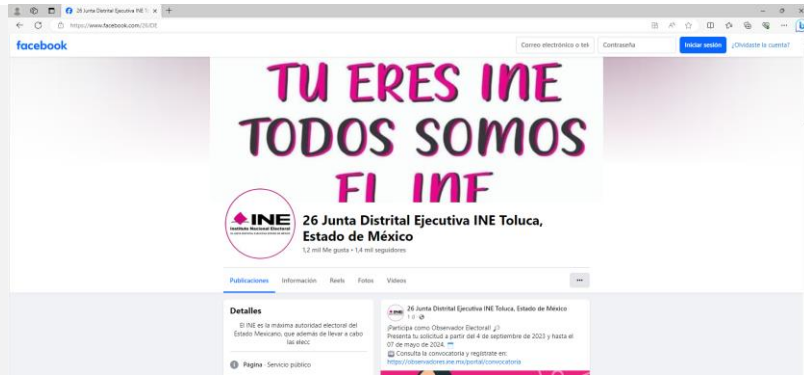 26 Junta Distrital Ejecutiva INE T
https://www.facebook.com/26JDE
facebook
Correo electrónico o tel
Contraseña
Iniciar sesión
¿Olvidaste la cuenta?
TU ERES INE
TODOS SOMOS
EL INE
INE
Instituto Nacional Electoral
26 Junta Distrital Ejecutiva INE Toluca,
Estado de México
1,2 mil Me gusta • 1,4 mil seguidores
Publicaciones Información Reels Fotos Videos
Detalles
El INE es la máxima autoridad electoral del
Estado Mexicano, que además de llevar a cabo
las elecc
Página · Servicio público
INE
26 Junta Distrital Ejecutiva INE Toluca, Estado de México
¡Participa como Observador Electoral!
Presenta tu solicitud a partir del 4 de septiembre de 2023 y hasta el
07 de mayo de 2024.
Consulta la convocatoria y regístrate en:
https://observadores.ine.mx/portal/convocatoria